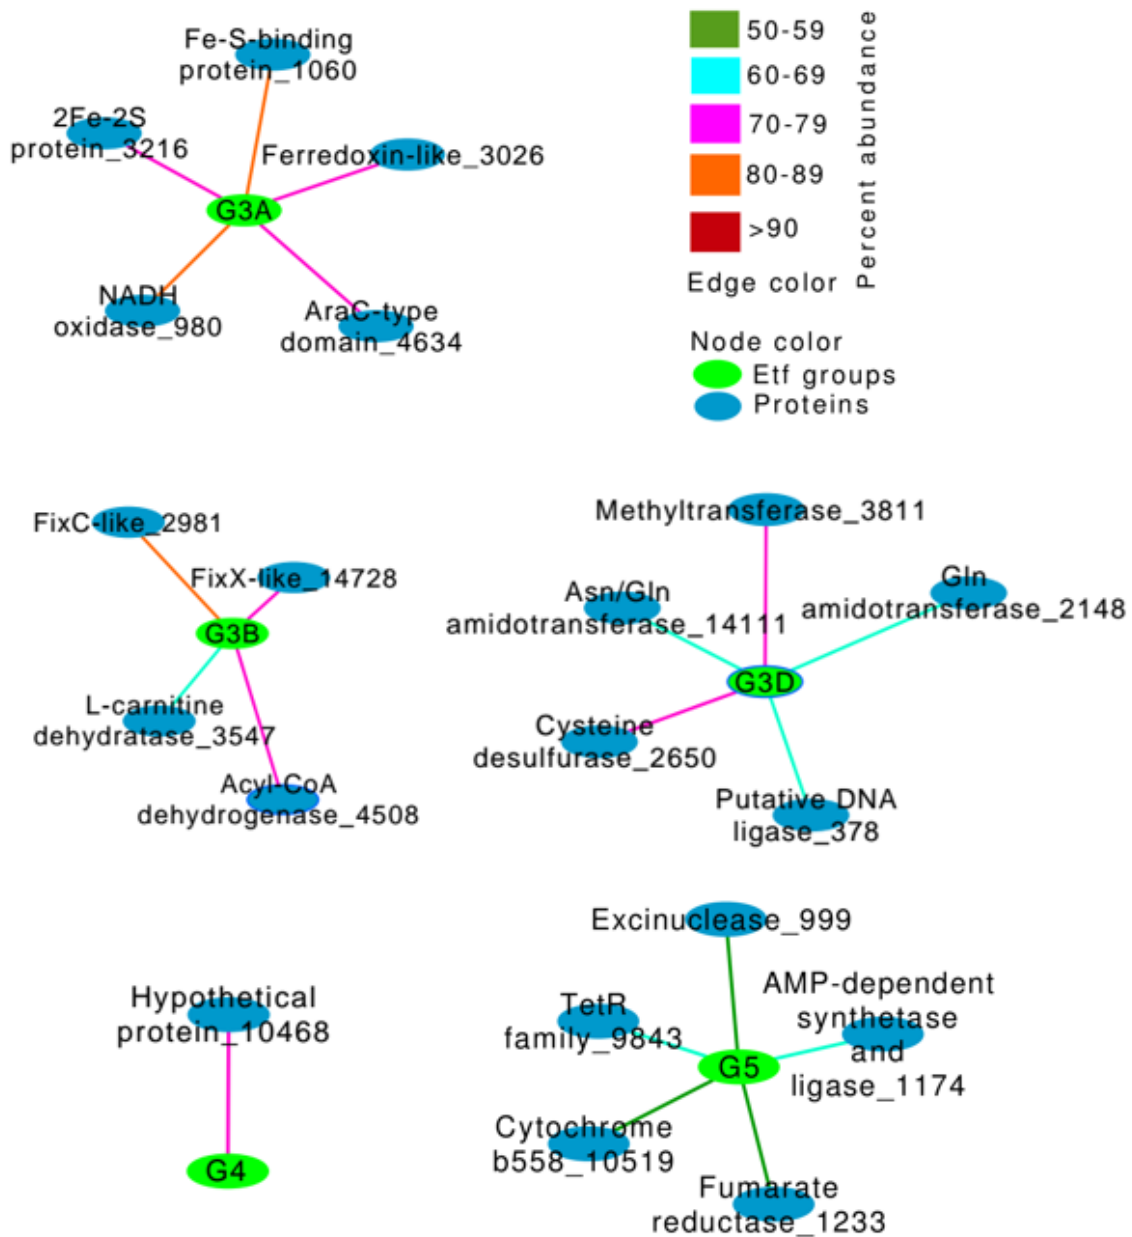 Fe-S-binding
protein_1060
2Fe-2S
protein_3216
Ferredoxin-like_3026
G3A
NADH
oxidase_980
AraC-type
domain_4634
50-59
60-69
70-79
80-89
>90
Percent abundance
Edge color
Node color
Etf groups
Proteins
FixC-like_2981
FixX-like_14728
G3B
L-carnitine
dehydratase_3547
Acyl-CoA
dehydrogenase_4508
Methyltransferase_3811
Asn/Gln
amidotransferase_14111
Gln
amidotransferase_2148
G3D
Cysteine
desulfurase_2650
Putative DNA
ligase_378
Hypothetical
protein_10468
G4
Excinuclease_999
TetR
family_9843
AMP-dependent
synthetase
and
ligase_1174
G5
Cytochrome
b558_10519
Fumarate
reductase_1233